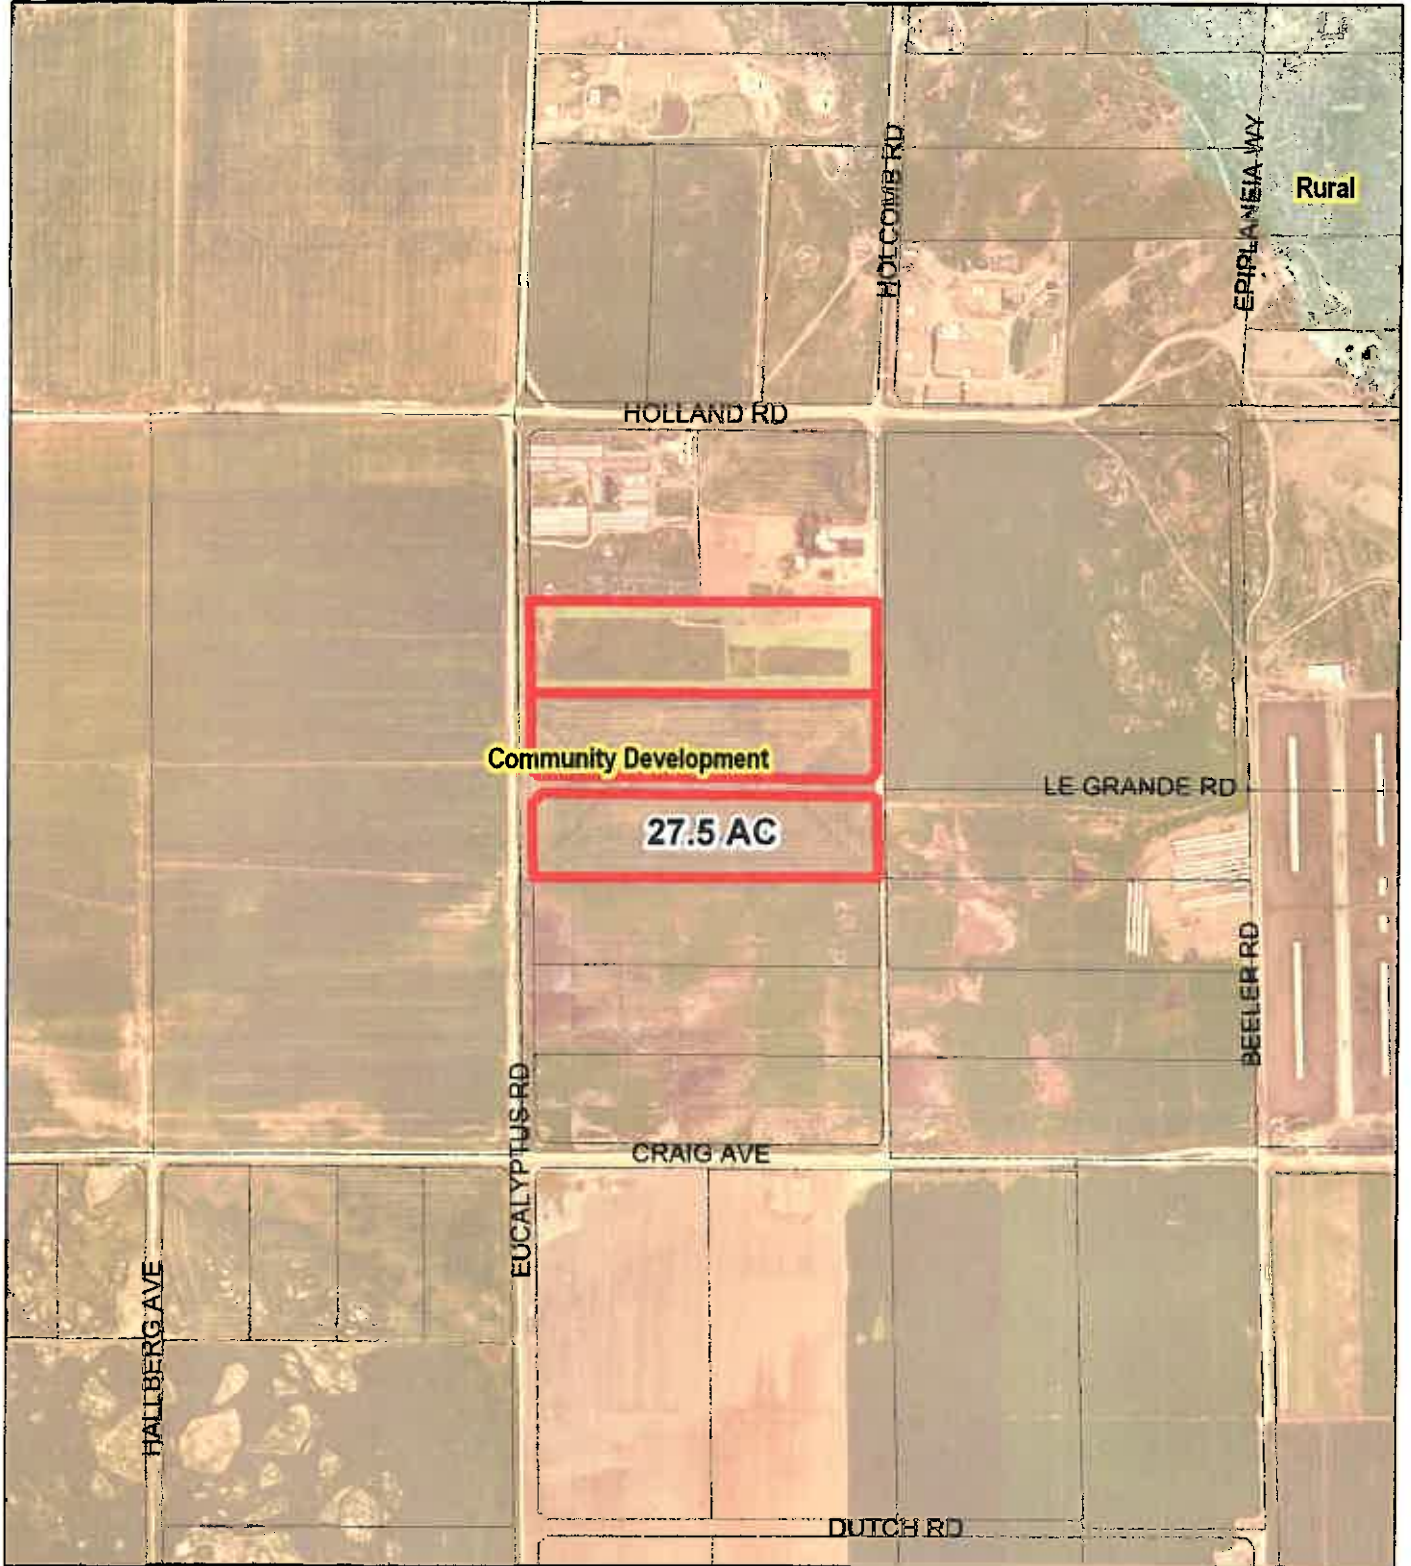 HOLCOMB RD
EPIPLANEIA WY
Rural
HOLLAND RD
Community Development
LE GRANDE RD
27.5 AC
BEELER RD
EUCALYPTUS RD
CRAIG AVE
HALLBERG AVE
DUTCH RD